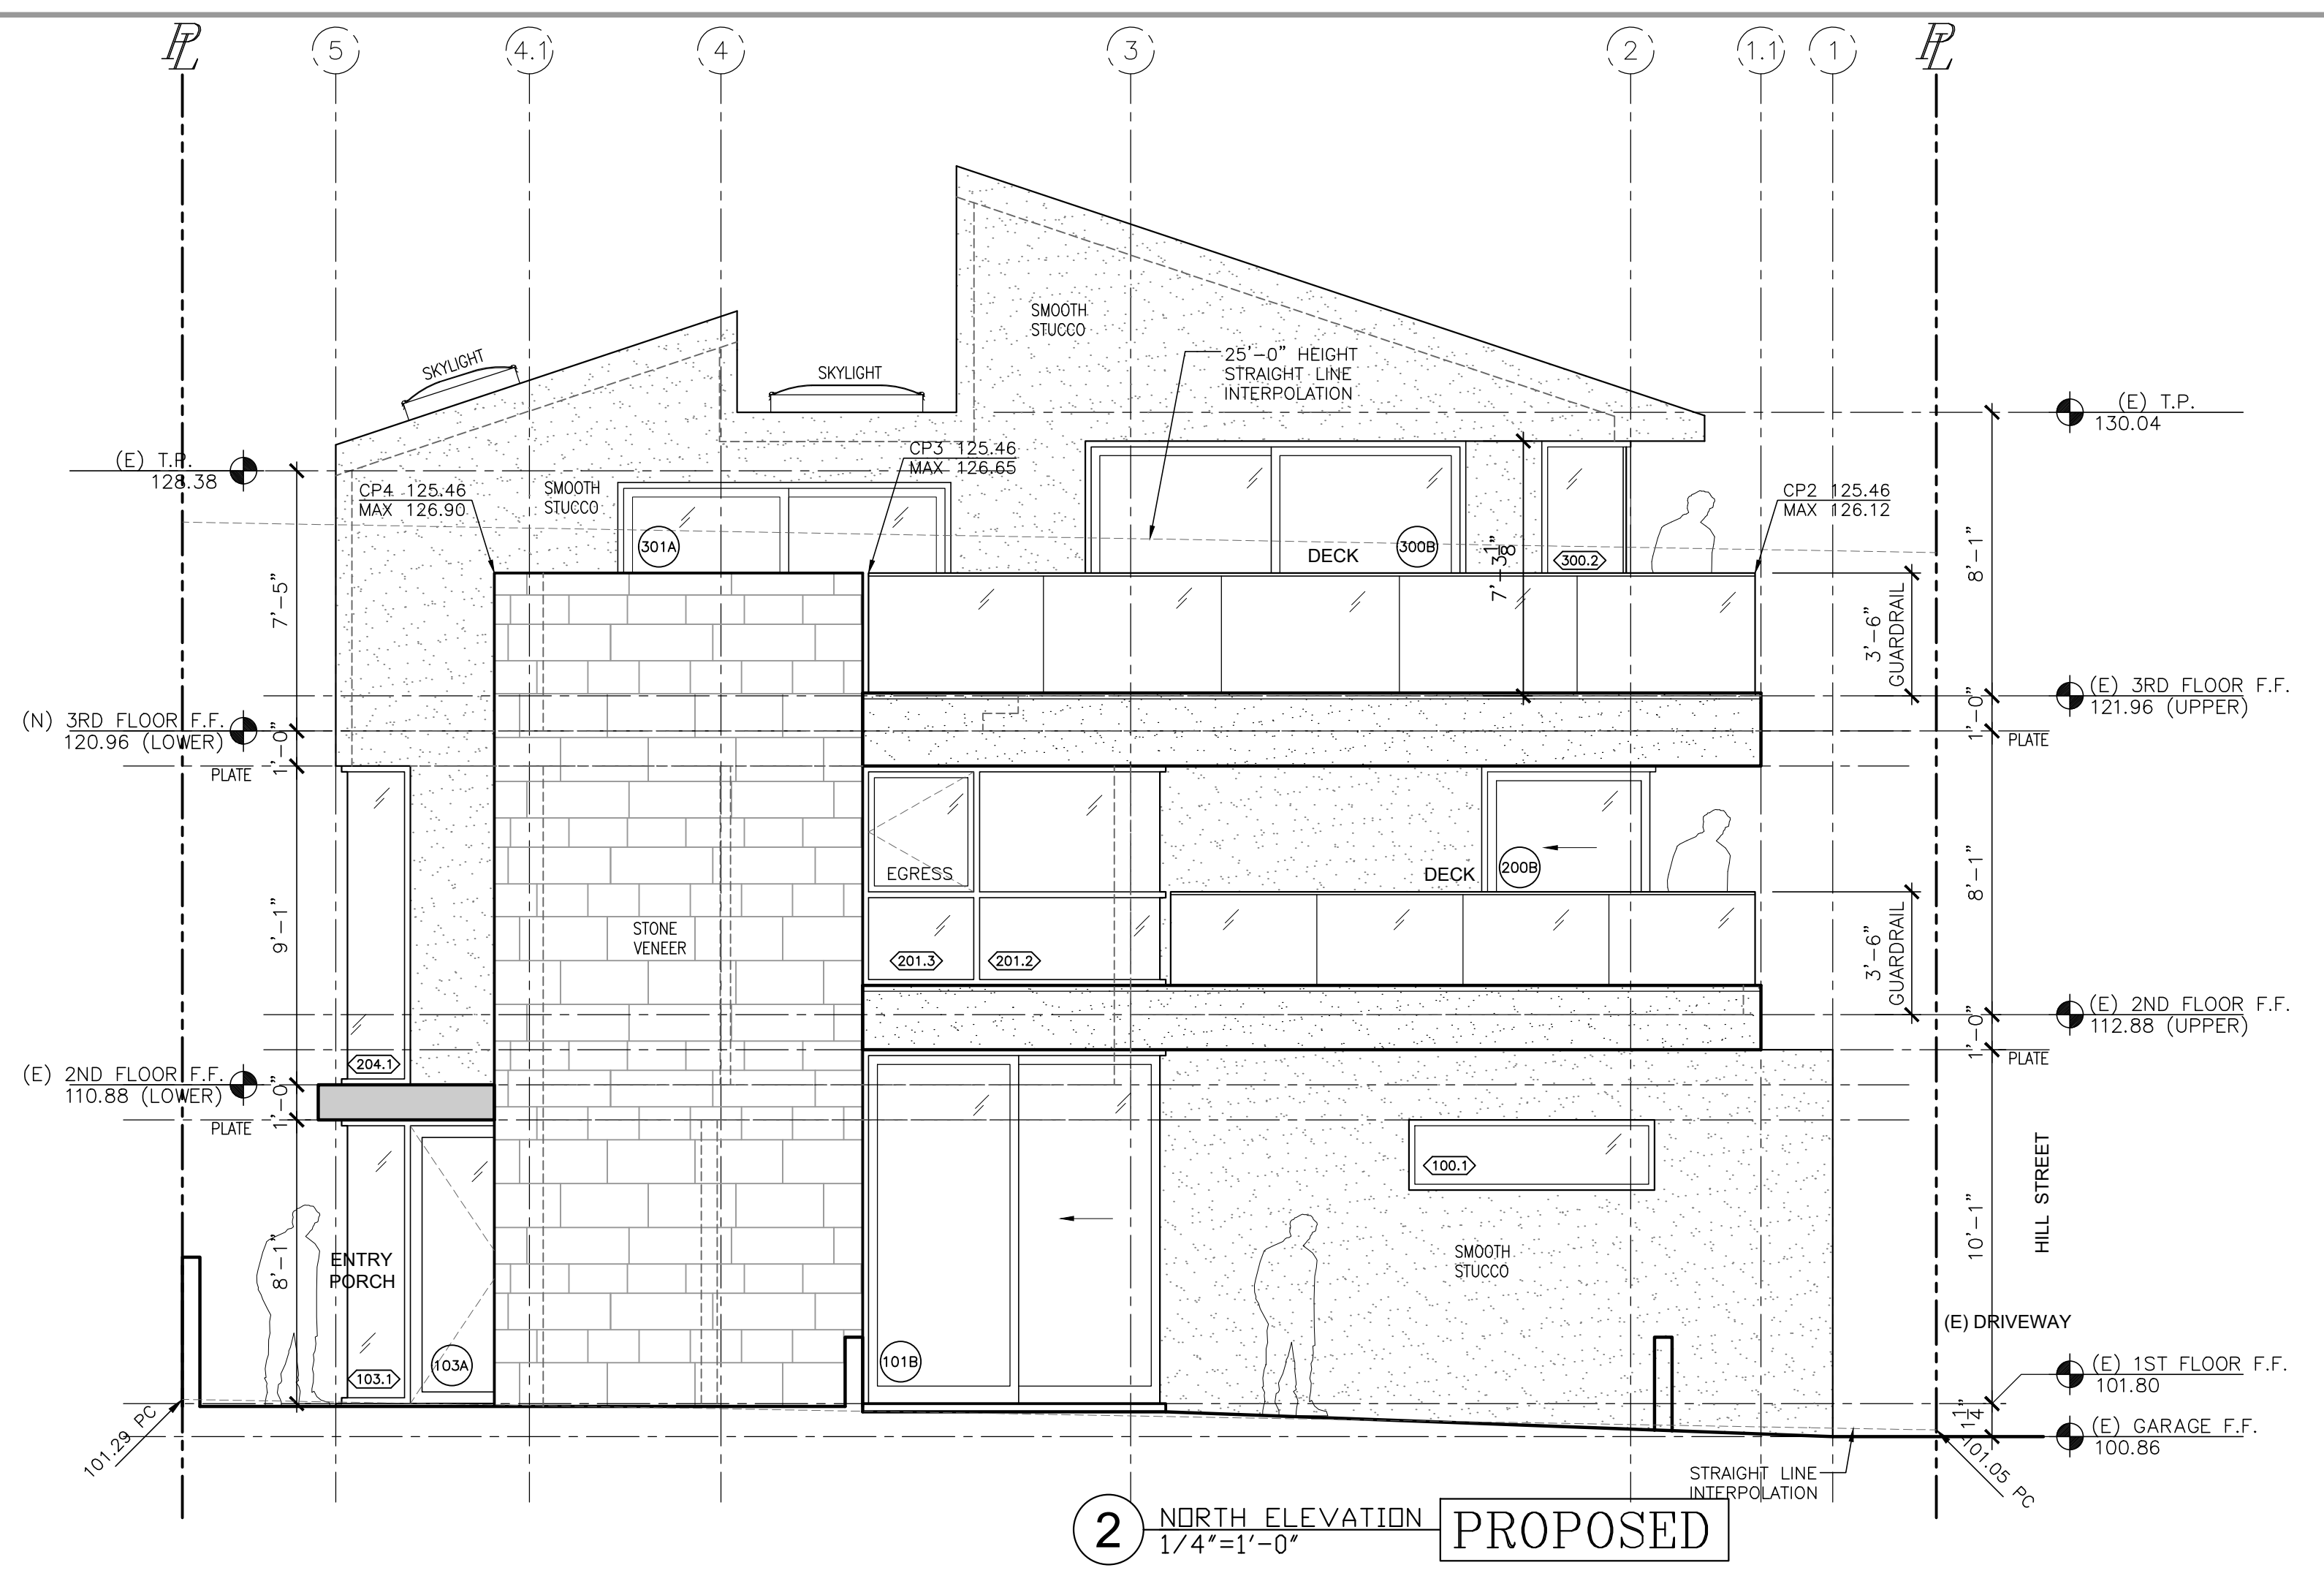 PL
5
4.1
4
3
2
1.1
1
PL
SMOOTH
STUCCO
SKYLIGHT
SKYLIGHT
25'-0" HEIGHT
STRAIGHT LINE
INTERPOLATION
(E) T.P.
130.04
(E) T.P.
128.38
CP3 125.46
MAX 126.65
CP4 125.46
MAX 126.90
SMOOTH
STUCCO
CP2 125.46
MAX 126.12
301A
DECK
300B
300.2
7'-3 1/8"
8'-1"
7'-5"
3'-6"
GUARDRAIL
(E) 3RD FLOOR F.F.
121.96 (UPPER)
(N) 3RD FLOOR F.F.
120.96 (LOWER)
1'-0"
1'-0"
PLATE
PLATE
EGRESS
DECK
200B
8'-1"
9'-1"
STONE
VENEER
201.3
201.2
3'-6"
GUARDRAIL
(E) 2ND FLOOR F.F.
112.88 (UPPER)
204.1
1'-0"
PLATE
(E) 2ND FLOOR F.F.
110.88 (LOWER)
1'-0"
PLATE
100.1
HILL STREET
10'-1"
8'-1"
ENTRY
PORCH
SMOOTH
STUCCO
(E) DRIVEWAY
103.1
103A
101B
(E) 1ST FLOOR F.F.
101.80
11 1/4"
(E) GARAGE F.F.
100.86
101.29 PC
101.05 PC
STRAIGHT LINE
INTERPOLATION
2
NORTH ELEVATION
1/4"=1'-0"
PROPOSED